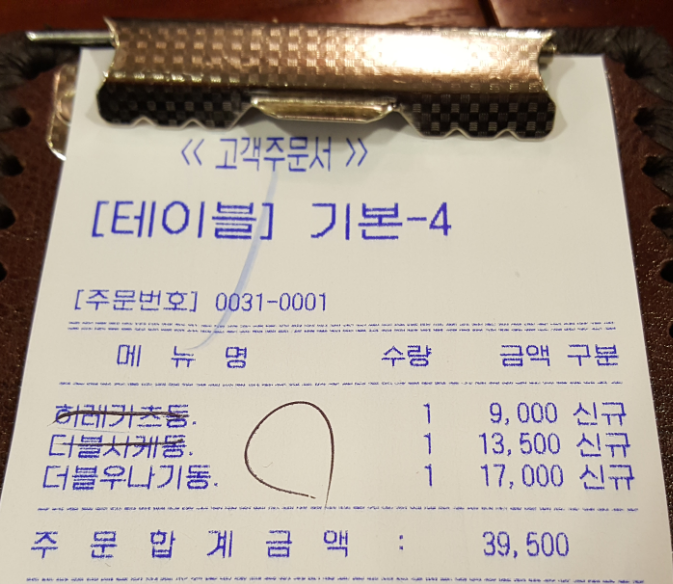 << 고객주문서 >>
[테이블] 기본-4
[주문번호] 0031-0001
메 뉴 명 수량 금액 구분
히레카츠동. 1 9,000 신규
더블사케동. 1 13,500 신규
더블우나기동. 1 17,000 신규
주 문 합 계 금 액 : 39,500